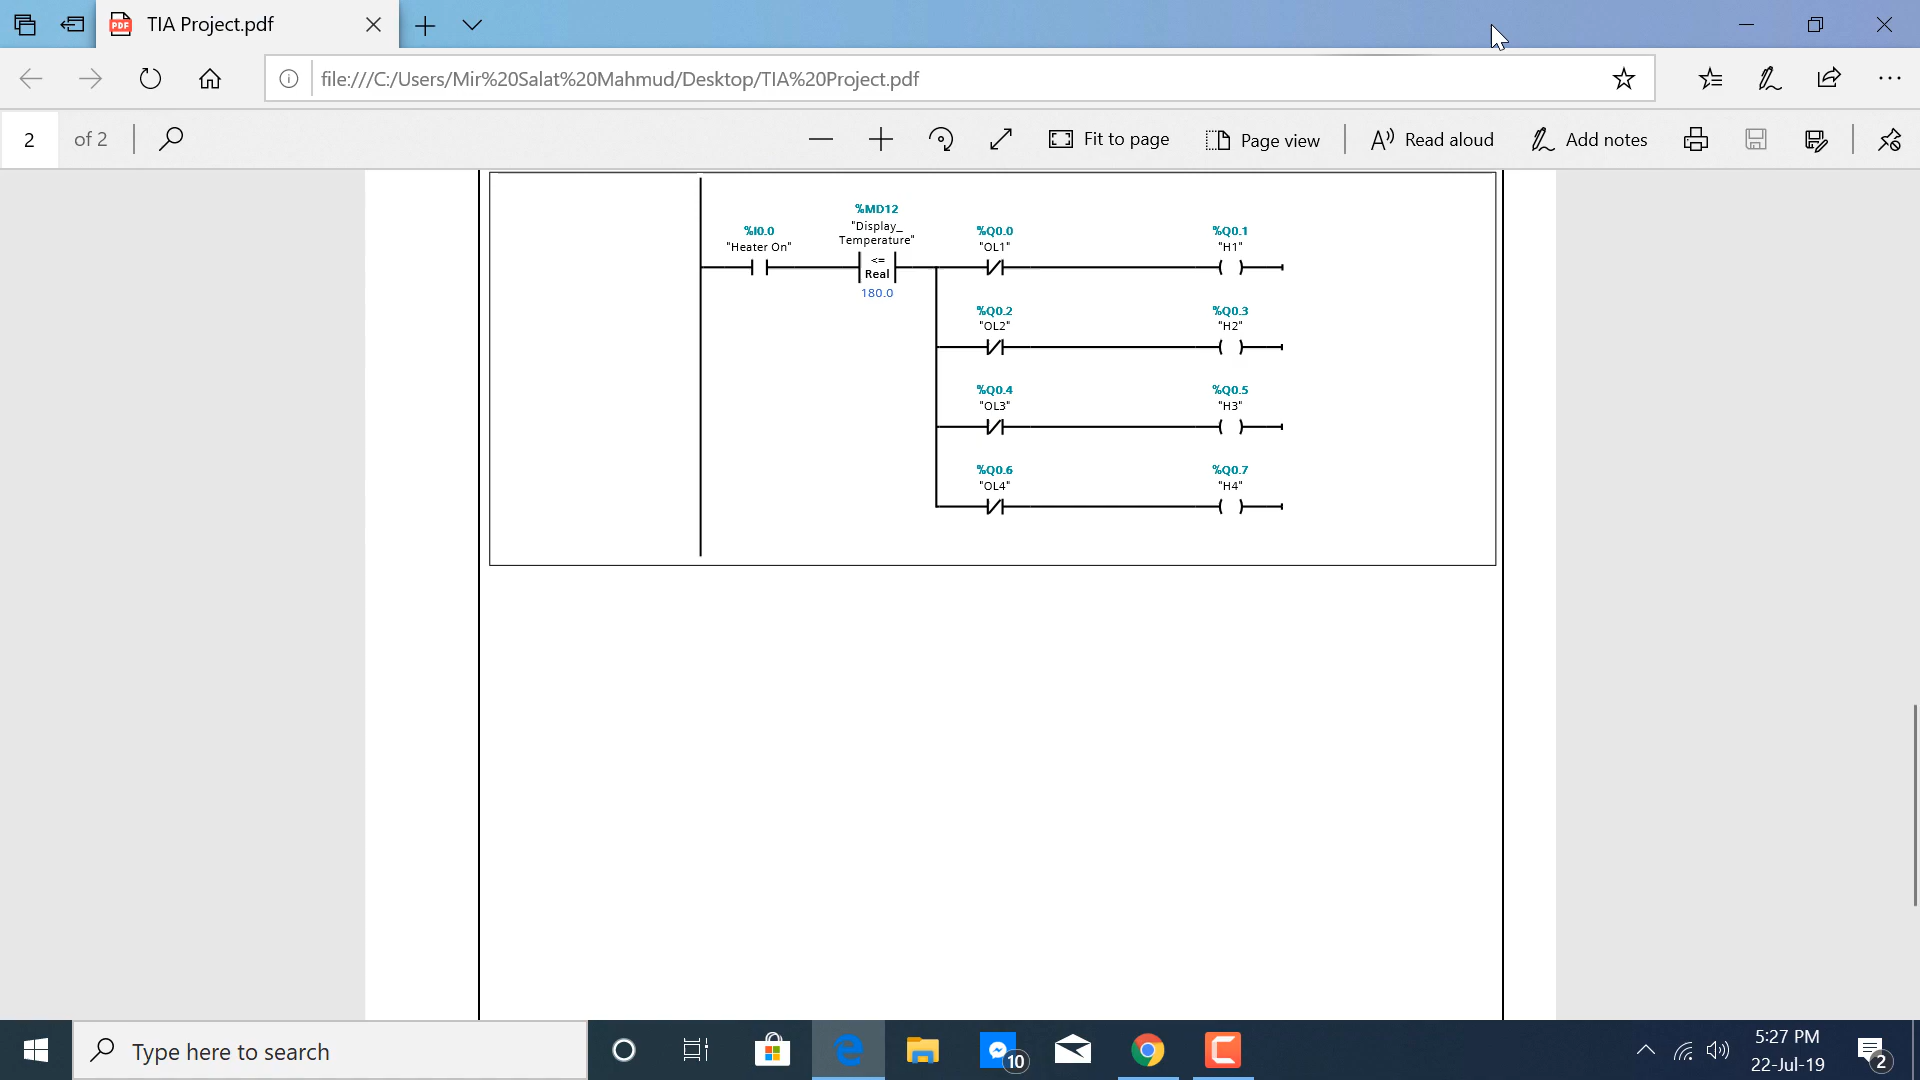 TIA Project.pdf
file:///C:/Users/Mir%20Salat%20Mahmud/Desktop/TIA%20Project.pdf
2 of 2
Fit to page
Page view
Read aloud
Add notes
%I0.0
"Heater On"
%MD12
"Display_
Temperature"
<=
Real
180.0
%Q0.0
"OL1"
%Q0.1
"H1"
%Q0.2
"OL2"
%Q0.3
"H2"
%Q0.4
"OL3"
%Q0.5
"H3"
%Q0.6
"OL4"
%Q0.7
"H4"
Type here to search
10
5:27 PM
22-Jul-19
2